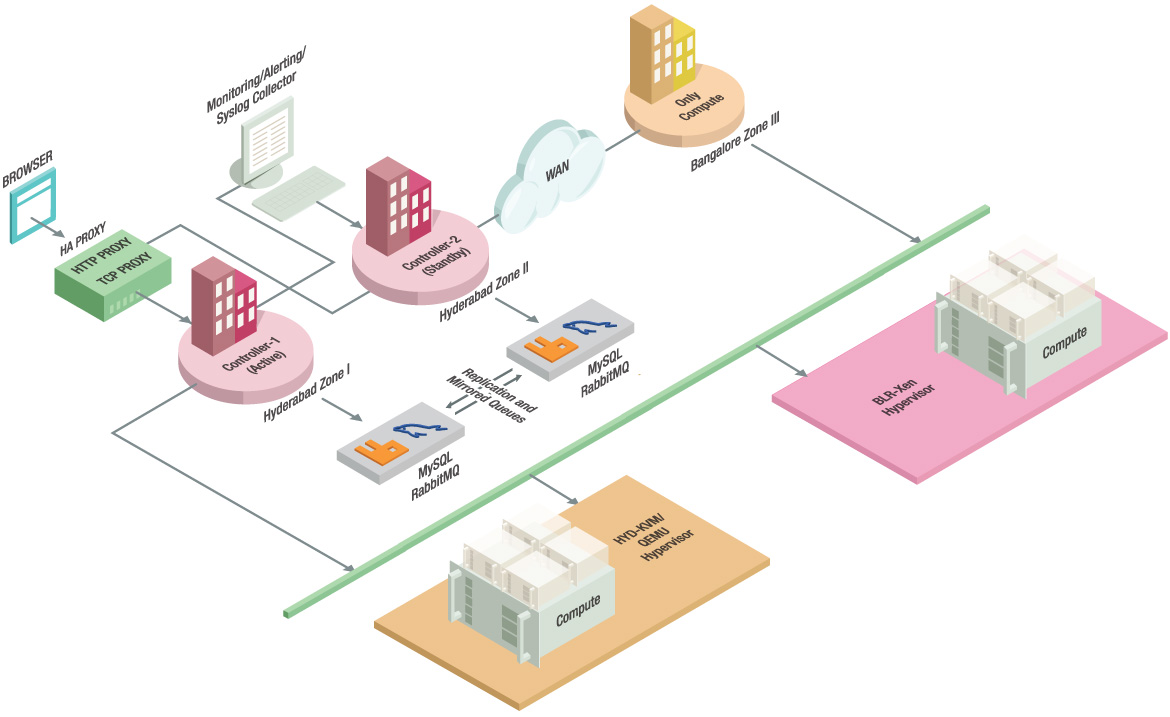 Monitoring/Alerting/
Syslog Collector
BROWSER
HA PROXY
HTTP PROXY
TCP PROXY
Controller-1
(Active)
Hyderabad Zone I
Controller-2
(Standby)
Hyderabad Zone II
WAN
Only
Compute
Bangalore Zone III
MySQL
RabbitMQ
Replication and
Mirrored Queues
MySQL
RabbitMQ
BLR-Xen
Hypervisor
Compute
HYD-KVM/
QEMU
Hypervisor
Compute